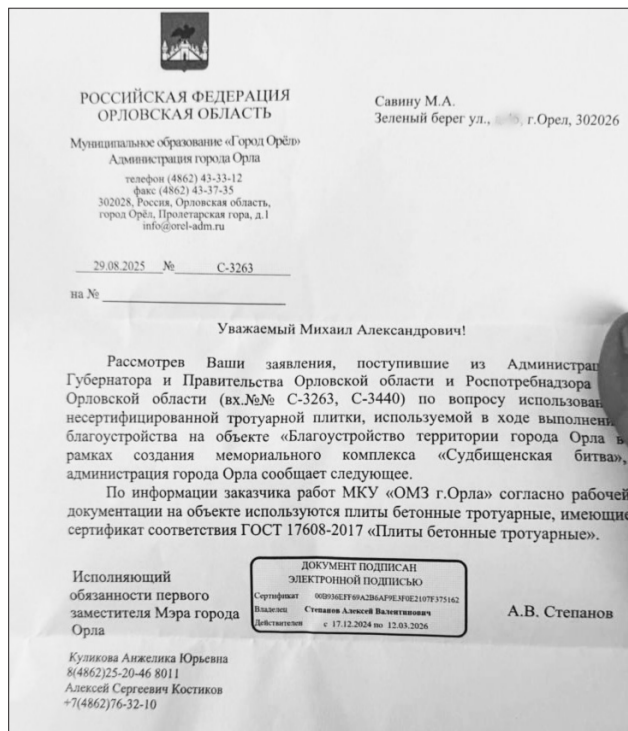 РОССИЙСКАЯ ФЕДЕРАЦИЯ
ОРЛОВСКАЯ ОБЛАСТЬ
Муниципальное образование «Город Орёл»
Администрация города Орла
телефон (4862) 43-33-12
факс (4862) 43-37-35
302028, Россия, Орловская область,
город Орёл, Пролетарская гора, д.1
info@orel-adm.ru
29.08.2025 № С-3263
на №
Савину М.А.
Зеленый берег ул., г.Орел, 302026
Уважаемый Михаил Александрович!
Рассмотрев Ваши заявления, поступившие из Администрац
Губернатора и Правительства Орловской области и Роспотребнадзора
Орловской области (вх.№№ С-3263, С-3440) по вопросу использован
несертифицированной тротуарной плитки, используемой в ходе выполнени
благоустройства на объекте «Благоустройство территории города Орла в
рамках создания мемориального комплекса «Судбищенская битва»,
администрация города Орла сообщает следующее.
По информации заказчика работ МКУ «ОМЗ г.Орла» согласно рабочей
документации на объекте используются плиты бетонные тротуарные, имеющие
сертификат соответствия ГОСТ 17608-2017 «Плиты бетонные тротуарные».
Исполняющий
обязанности первого
заместителя Мэра города
Орла
ДОКУМЕНТ ПОДПИСАН
ЭЛЕКТРОННОЙ ПОДПИСЬЮ
Сертификат 00B936EFF69A2B6AF9E3F0E2107F375162
Владелец Степанов Алексей Валентинович
Действителен с 17.12.2024 по 12.03.2026
А.В. Степанов
Куликова Анжелика Юрьевна
8(4862)25-20-46 8011
Алексей Сергеевич Костиков
+7(4862)76-32-10